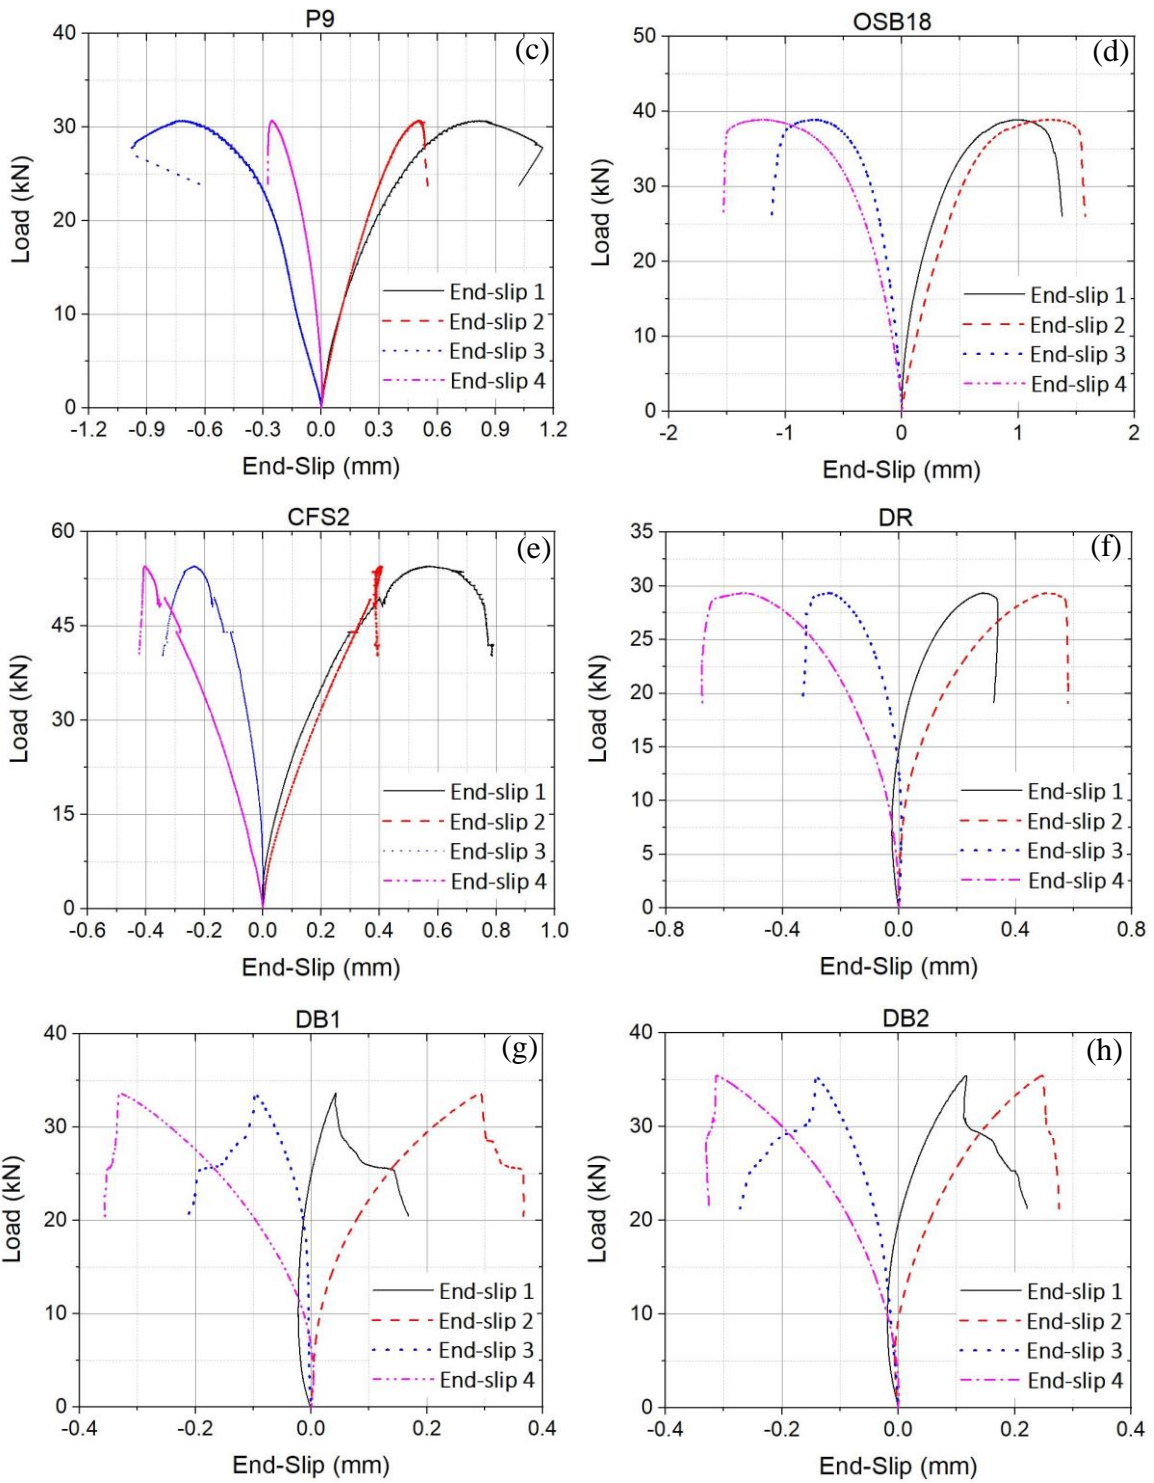 P9
(c)
40
30
20
10
0
Load (kN)
End-slip 1
End-slip 2
End-slip 3
End-slip 4
-1.2 -0.9 -0.6 -0.3 0.0 0.3 0.6 0.9 1.2
End-Slip (mm)
OSB18
(d)
50
40
30
20
10
0
Load (kN)
End-slip 1
End-slip 2
End-slip 3
End-slip 4
-2 -1 0 1 2
End-Slip (mm)
CFS2
(e)
60
45
30
15
0
Load (kN)
End-slip 1
End-slip 2
End-slip 3
End-slip 4
-0.6 -0.4 -0.2 0.0 0.2 0.4 0.6 0.8 1.0
End-Slip (mm)
DR
(f)
35
30
25
20
15
10
5
0
Load (kN)
End-slip 1
End-slip 2
End-slip 3
End-slip 4
-0.8 -0.4 0.0 0.4 0.8
End-Slip (mm)
DB1
(g)
40
30
20
10
0
Load (kN)
End-slip 1
End-slip 2
End-slip 3
End-slip 4
-0.4 -0.2 0.0 0.2 0.4
End-Slip (mm)
DB2
(h)
40
30
20
10
0
Load (kN)
End-slip 1
End-slip 2
End-slip 3
End-slip 4
-0.4 -0.2 0.0 0.2 0.4
End-Slip (mm)